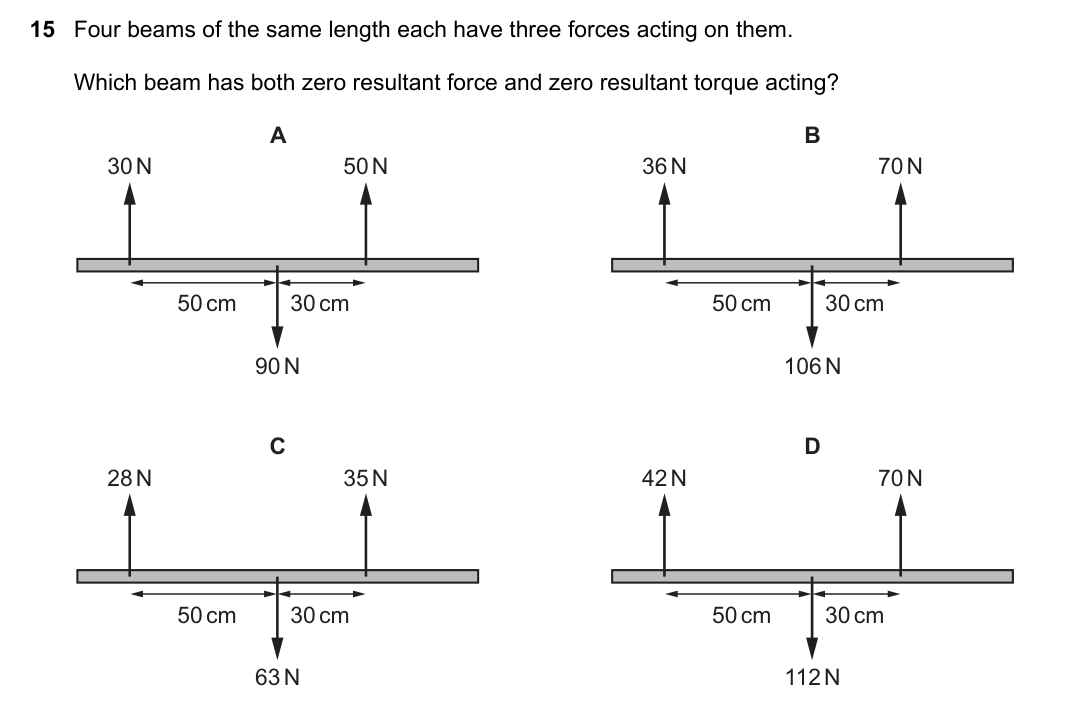 15 Four beams of the same length each have three forces acting on them.
Which beam has both zero resultant force and zero resultant torque acting?
A
30 N 50 N
50 cm 30 cm
90 N
B
36 N 70 N
50 cm 30 cm
106 N
C
28 N 35 N
50 cm 30 cm
63 N
D
42 N 70 N
50 cm 30 cm
112 N